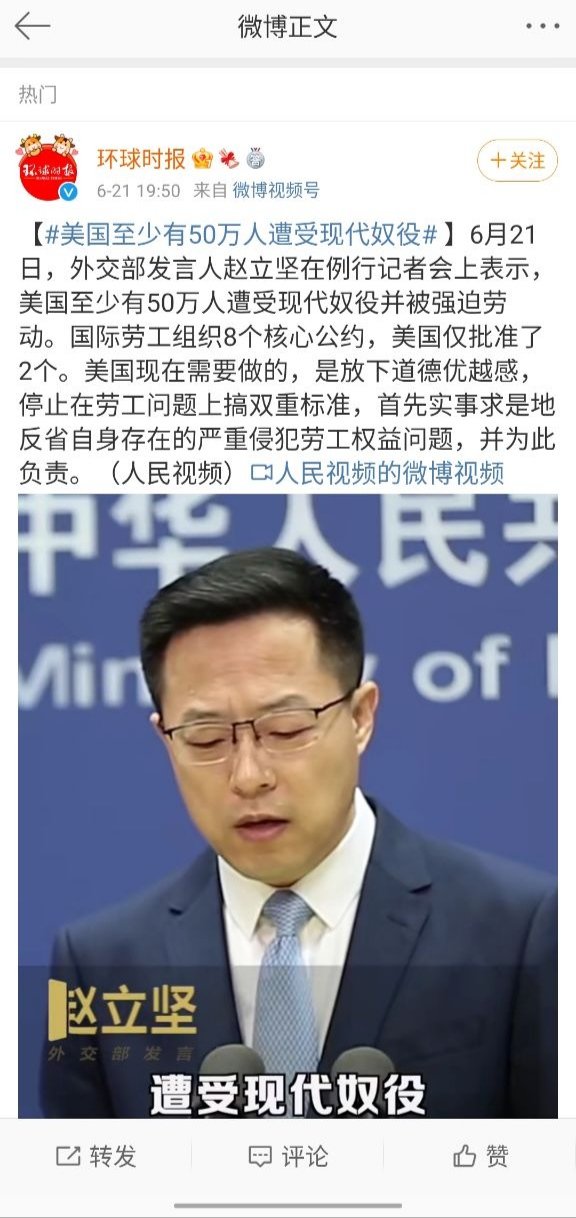 微博正文
热门
环球时报
+关注
6-21 19:50 来自 微博视频号
【#美国至少有50万人遭受现代奴役#】6月21
日，外交部发言人赵立坚在例行记者会上表示，
美国至少有50万人遭受现代奴役并被强迫劳
动。国际劳工组织8个核心公约，美国仅批准了
2个。美国现在需要做的，是放下道德优越感，
停止在劳工问题上搞双重标准，首先实事求是地
反省自身存在的严重侵犯劳工权益问题，并为此
负责。（人民视频）人民视频的微博视频
中华人民共
Min y of
赵立坚
外交部发言
遭受现代奴役
转发 评论 赞